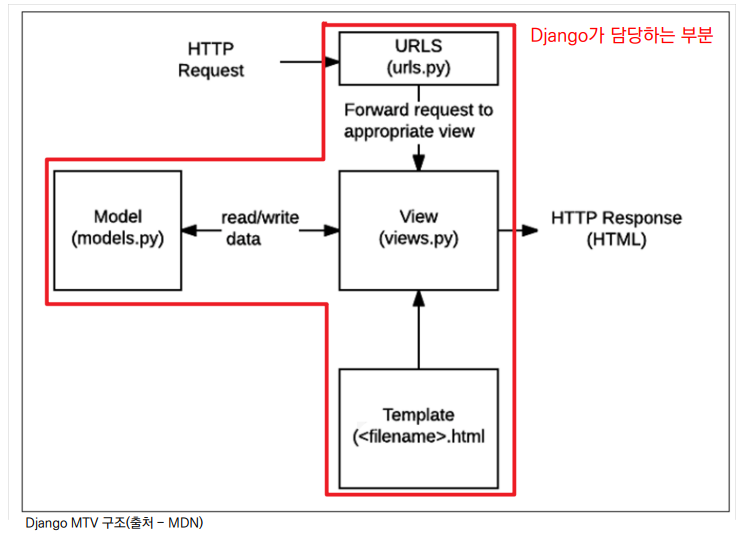 Django가 담당하는 부분
HTTP
Request
URLS
(urls.py)
Forward request to
appropriate view
Model
(models.py)
read/write
data
View
(views.py)
HTTP Response
(HTML)
Template
(<filename>.html
Django MTV 구조(출처 - MDN)